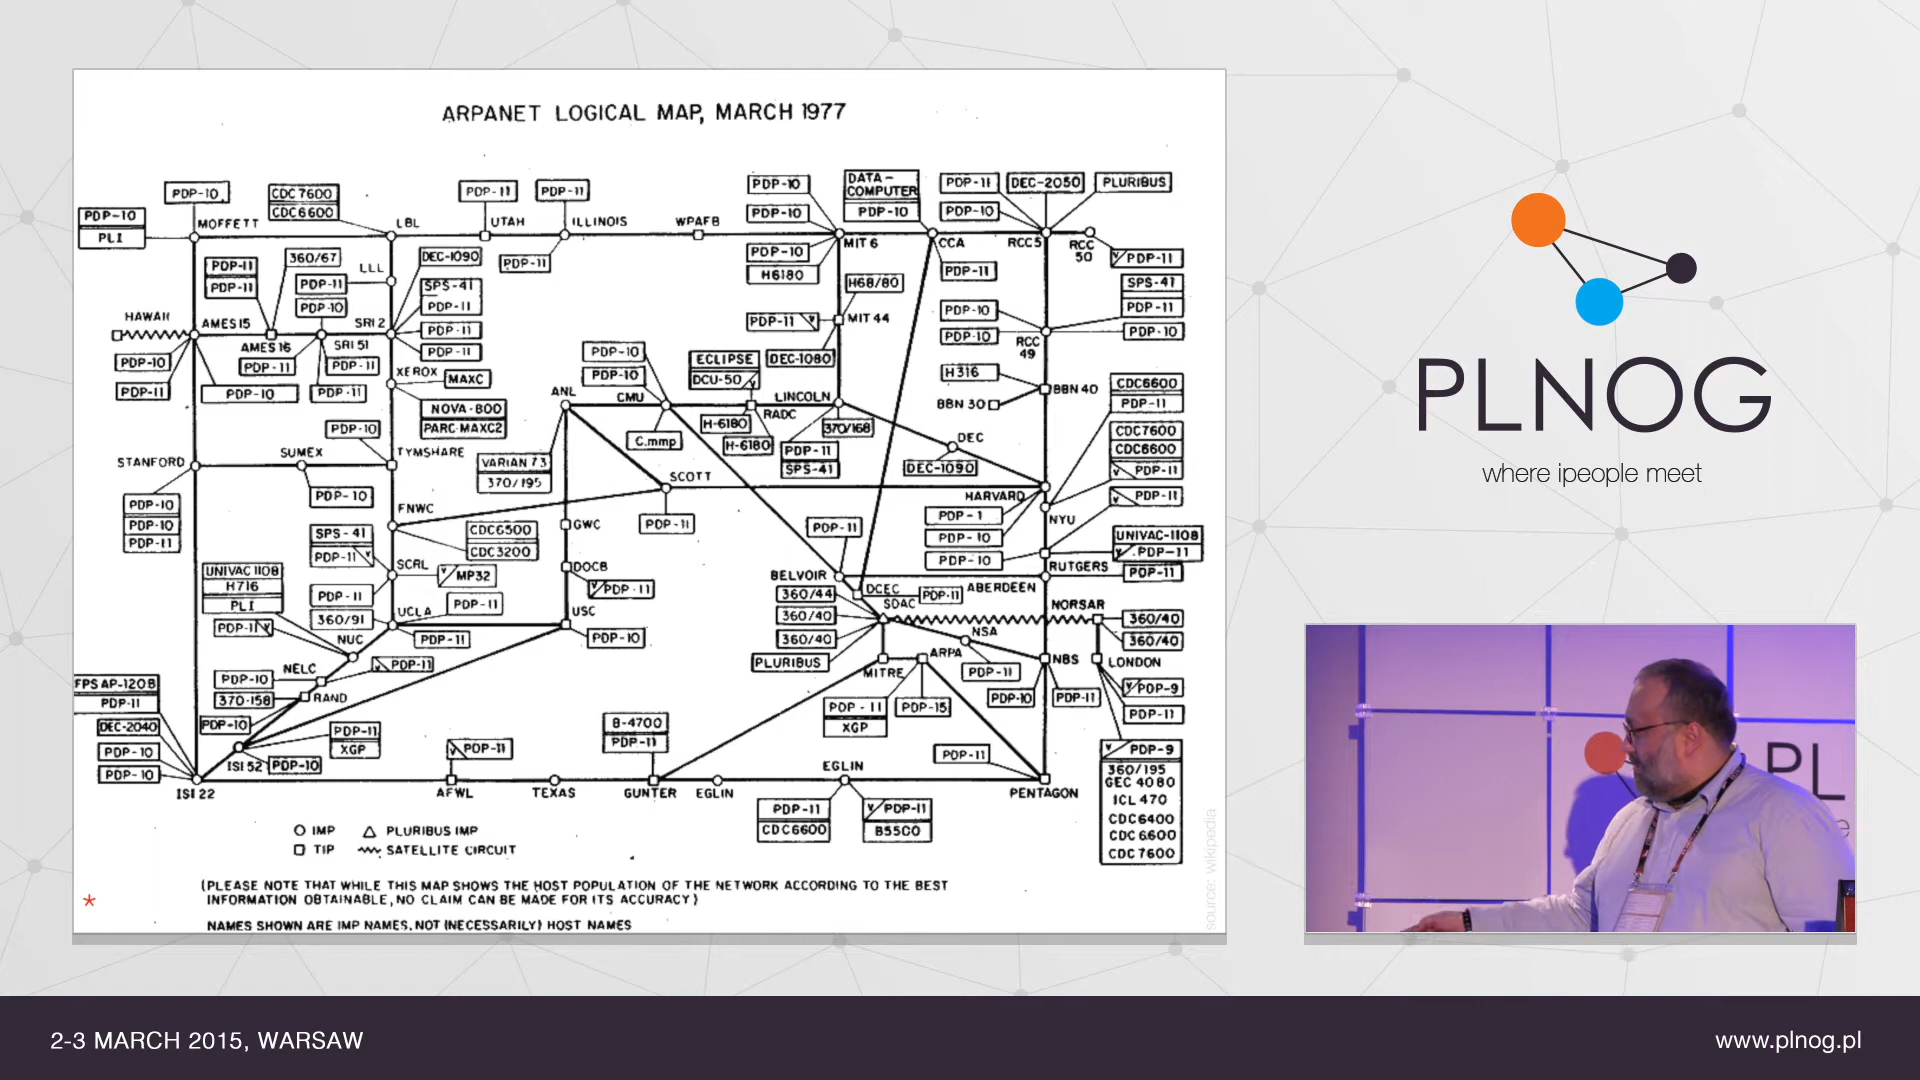 ARPANET LOGICAL MAP, MARCH 1977
PDP-10
PLI
PDP-10
MOFFETT
CDC 7600
CDC 6600
LBL
PDP-11
UTAH
PDP-11
ILLINOIS
PDP-11
WPAFB
PDP-10
PDP-10
PDP-10
H6180
MIT 6
DATA-
COMPUTER
PDP-10
CCA
PDP-11
PDP-11
PDP-10
DEC-2050
PLURIBUS
RCC5
RCC
50
PDP-11
SPS-41
PDP-11
PDP-10
PDP-10
PDP-10
RCC
49
PDP-11
PDP-11
360/67
LLL
PDP-11
PDP-10
DEC-1090
SPS-41
PDP-11
PDP-11
PDP-11
HAWAII
AMES15
AMES16
SRI 2
SRI 51
PDP-10
PDP-11
PDP-10
PDP-11
PDP-11
PDP-11
XEROX
MAXC
NOVA-800
PARC-MAXC2
H68/80
PDP-11
MIT 44
DEC-1080
PDP-10
PDP-10
ECLIPSE
DCU-50
ANL
CMU
RADC
LINCOLN
C.mmp
H-6180
H-6180
370/168
PDP-11
SPS-41
H316
BBN 40
BBN 30
CDC6600
PDP-11
CDC7600
CDC6600
PDP-11
PDP-11
DEC
DEC-1090
STANFORD
SUMEX
PDP-10
TYMSHARE
VARIAN 73
370/195
SCOTT
PDP-11
HARVARD
PDP-1
PDP-10
PDP-10
NYU
PDP-10
PDP-10
PDP-11
PDP-10
FNWC
CDC6500
CDC3200
GWC
PDP-11
UNIVAC-1108
PDP-11
RUTGERS
PDP-11
SPS-41
PDP-11
SCRL
MP32
DOCB
PDP-11
BELVOIR
ABERDEEN
UNIVAC 1108
H716
PLI
PDP-11
PDP-11
360/91
UCLA
PDP-11
PDP-11
USC
PDP-10
360/44
360/40
360/40
PLURIBUS
DCEC
PDP-11
SDAC
NORSAR
360/40
360/40
NUC
NELC
PDP-11
PDP-10
370-158
RAND
PDP-10
NSA
PDP-11
MITRE
ARPA
PDP-11
XGP
PDP-15
NBS
PDP-10
PDP-11
LONDON
PDP-9
PDP-11
FPS AP-120B
PDP-11
DEC-2040
PDP-10
PDP-10
ISI 22
ISI 52
PDP-10
PDP-11
XGP
PDP-11
AFWL
TEXAS
B-4700
PDP-11
GUNTER
EGLIN
EGLIN
PDP-11
CDC6600
PDP-11
B5500
PDP-11
PENTAGON
PDP-9
360/195
GEC 4080
ICL 470
CDC6400
CDC 6600
CDC 7600
IMP
PLURIBUS IMP
TIP
SATELLITE CIRCUIT
(PLEASE NOTE THAT WHILE THIS MAP SHOWS THE HOST POPULATION OF THE NETWORK ACCORDING TO THE BEST
INFORMATION OBTAINABLE, NO CLAIM CAN BE MADE FOR ITS ACCURACY)
NAMES SHOWN ARE IMP NAMES, NOT (NECESSARILY) HOST NAMES
source: wikipedia
*
PLNOG
where ipeople meet
PL
e
2-3 MARCH 2015, WARSAW
www.plnog.pl